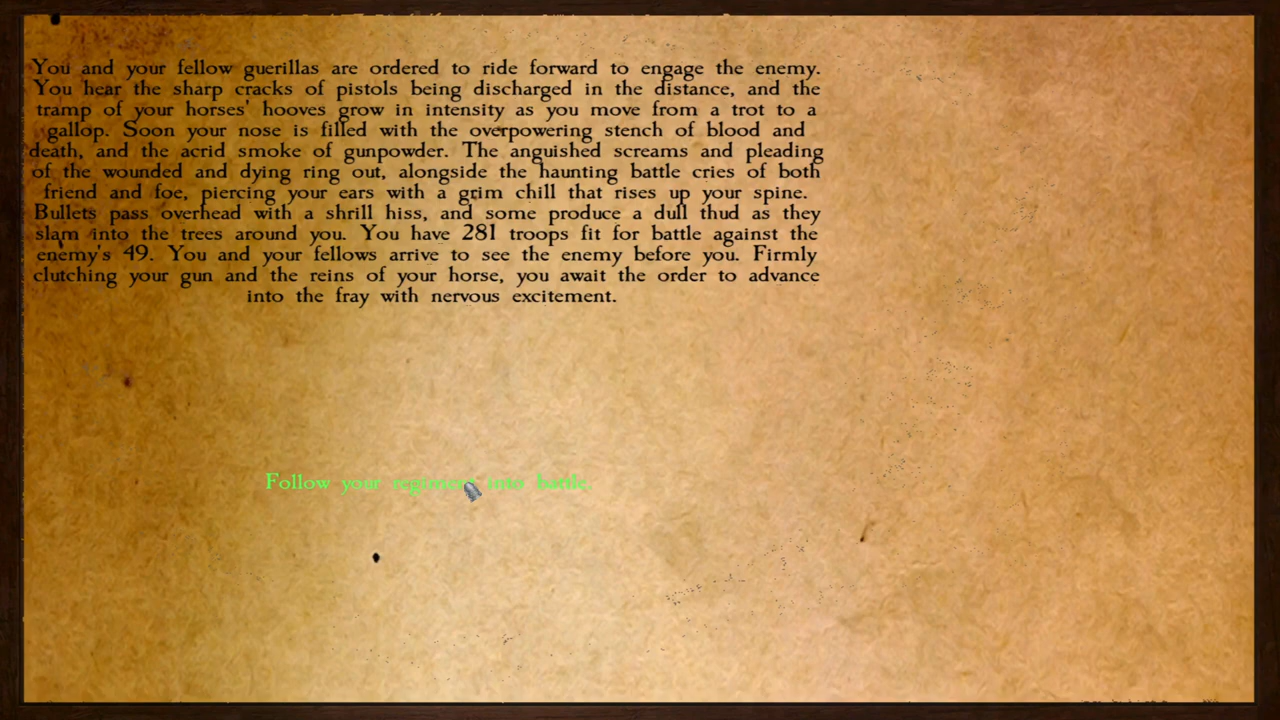 You and your fellow guerillas are ordered to ride forward to engage the enemy.
You hear the sharp cracks of pistols being discharged in the distance, and the
tramp of your horses' hooves grow in intensity as you move from a trot to a
gallop. Soon your nose is filled with the overpowering stench of blood and
death, and the acrid smoke of gunpowder. The anguished screams and pleading
of the wounded and dying ring out, alongside the haunting battle cries of both
friend and foe, piercing your ears with a grim chill that rises up your spine.
Bullets pass overhead with a shrill hiss, and some produce a dull thud as they
slam into the trees around you. You have 281 troops fit for battle against the
enemy's 49. You and your fellows arrive to see the enemy before you. Firmly
clutching your gun and the reins of your horse, you await the order to advance
into the fray with nervous excitement.
Follow your regiment into battle.